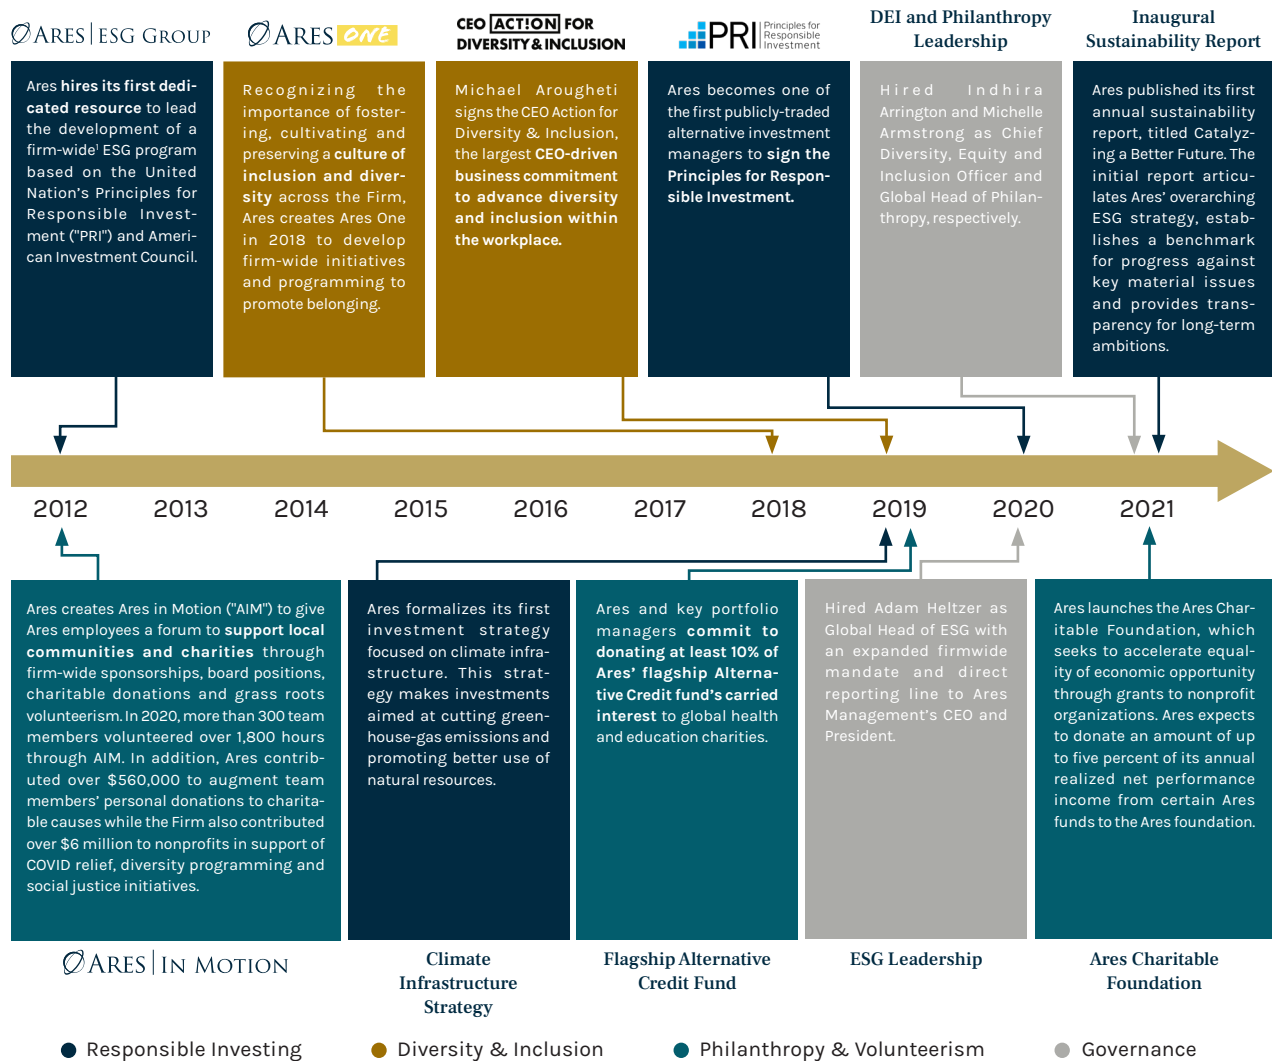 ARES | ESG GROUP
Ares hires its first dedi-
cated resource to lead
the development of a
firm-wide¹ ESG program
based on the United
Nation's Principles for
Responsible Invest-
ment ("PRI") and Ameri-
can Investment Council.
ARES ONE
Recognizing the
importance of foster-
ing, cultivating and
preserving a culture of
inclusion and diver-
sity across the Firm,
Ares creates Ares One
in 2018 to develop
firm-wide initiatives
and programming to
promote belonging.
CEO ACT!ON FOR
DIVERSITY & INCLUSION
Michael Arougheti
signs the CEO Action for
Diversity & Inclusion,
the largest CEO-driven
business commitment
to advance diversity
and inclusion within
the workplace.
PRI Principles for
Responsible
Investment
Ares becomes one of
the first publicly-traded
alternative investment
managers to sign the
Principles for Respon-
sible Investment.
DEI and Philanthropy
Leadership
Hired Indhira
Arrington and Michelle
Armstrong as Chief
Diversity, Equity and
Inclusion Officer and
Global Head of Philan-
thropy, respectively.
Inaugural
Sustainability Report
Ares published its first
annual sustainability
report, titled Catalyz-
ing a Better Future. The
initial report articu-
lates Ares' overarching
ESG strategy, estab-
lishes a benchmark
for progress against
key material issues
and provides trans-
parency for long-term
ambitions.
2012 2013 2014 2015 2016 2017 2018 2019 2020 2021
Ares creates Ares in Motion ("AIM") to give
Ares employees a forum to support local
communities and charities through
firm-wide sponsorships, board positions,
charitable donations and grass roots
volunteerism. In 2020, more than 300 team
members volunteered over 1,800 hours
through AIM. In addition, Ares contrib-
uted over $560,000 to augment team
members' personal donations to charita-
ble causes while the Firm also contributed
over $6 million to nonprofits in support of
COVID relief, diversity programming and
social justice initiatives.
ARES | IN MOTION
Ares formalizes its first
investment strategy
focused on climate infra-
structure. This strat-
egy makes investments
aimed at cutting green-
house-gas emissions and
promoting better use of
natural resources.
Climate
Infrastructure
Strategy
Ares and key portfolio
managers commit to
donating at least 10% of
Ares' flagship Alterna-
tive Credit fund's carried
interest to global health
and education charities.
Flagship Alternative
Credit Fund
Hired Adam Heltzer as
Global Head of ESG with
an expanded firmwide
mandate and direct
reporting line to Ares
Management's CEO and
President.
ESG Leadership
Ares launches the Ares Char-
itable Foundation, which
seeks to accelerate equal-
ity of economic opportunity
through grants to nonprofit
organizations. Ares expects
to donate an amount of up
to five percent of its annual
realized net performance
income from certain Ares
funds to the Ares foundation.
Ares Charitable
Foundation
Responsible Investing
Diversity & Inclusion
Philanthropy & Volunteerism
Governance